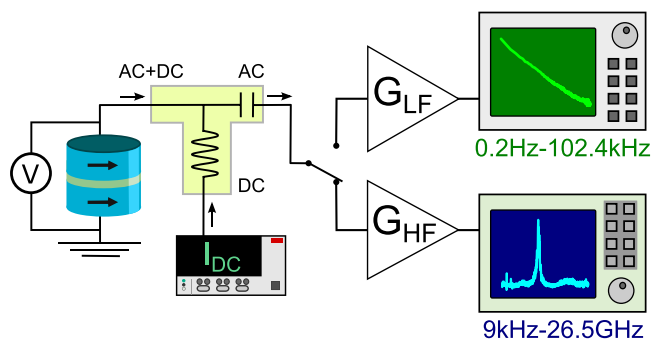 AC+DC
AC
G_LF
0.2Hz-102.4kHz
V
DC
I_DC
G_HF
9kHz-26.5GHz